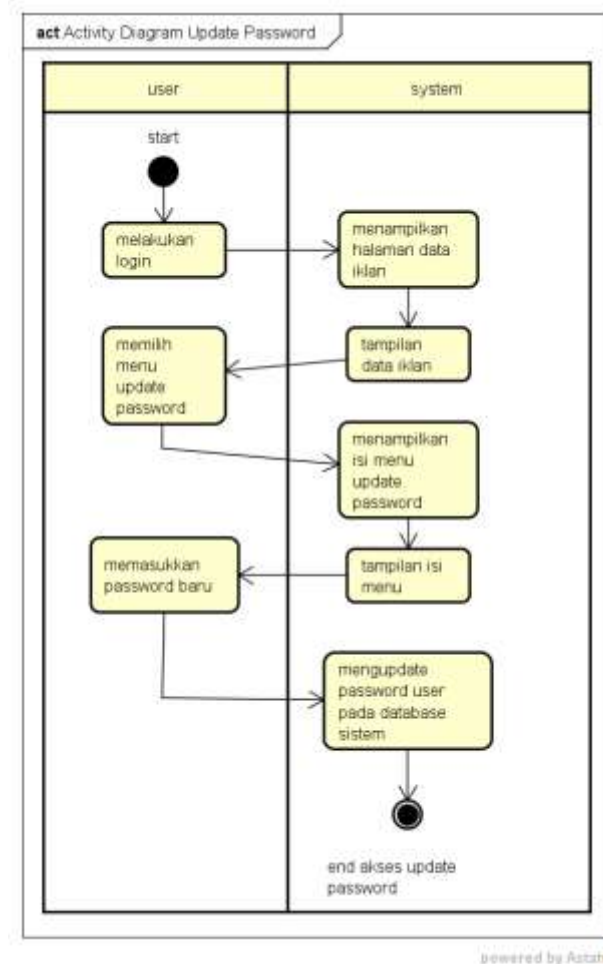 act Activity Diagram Update Password
user
system
start
melakukan
login
menampilkan
halaman data
iklan
tampilan
data iklan
memilih
menu
update
password
menampilkan
isi menu
update
password
tampilan isi
menu
memasukkan
password baru
mengupdate
password user
pada database
sistem
end akses update
password
powered by Astah